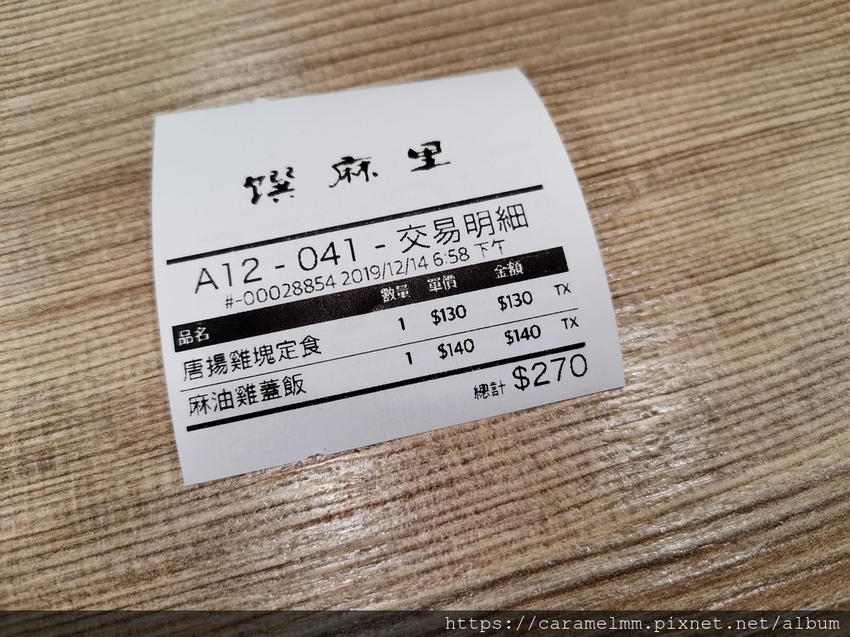 饌麻里
A12 - 041 - 交易明細
#-00028854 2019/12/14 6:58 下午
品名 數量 單價 金額
唐揚雞塊定食 1 $130 $130 TX
麻油雞蓋飯 1 $140 $140 TX
總計 $270
https://caramelmm.pixnet.net/album